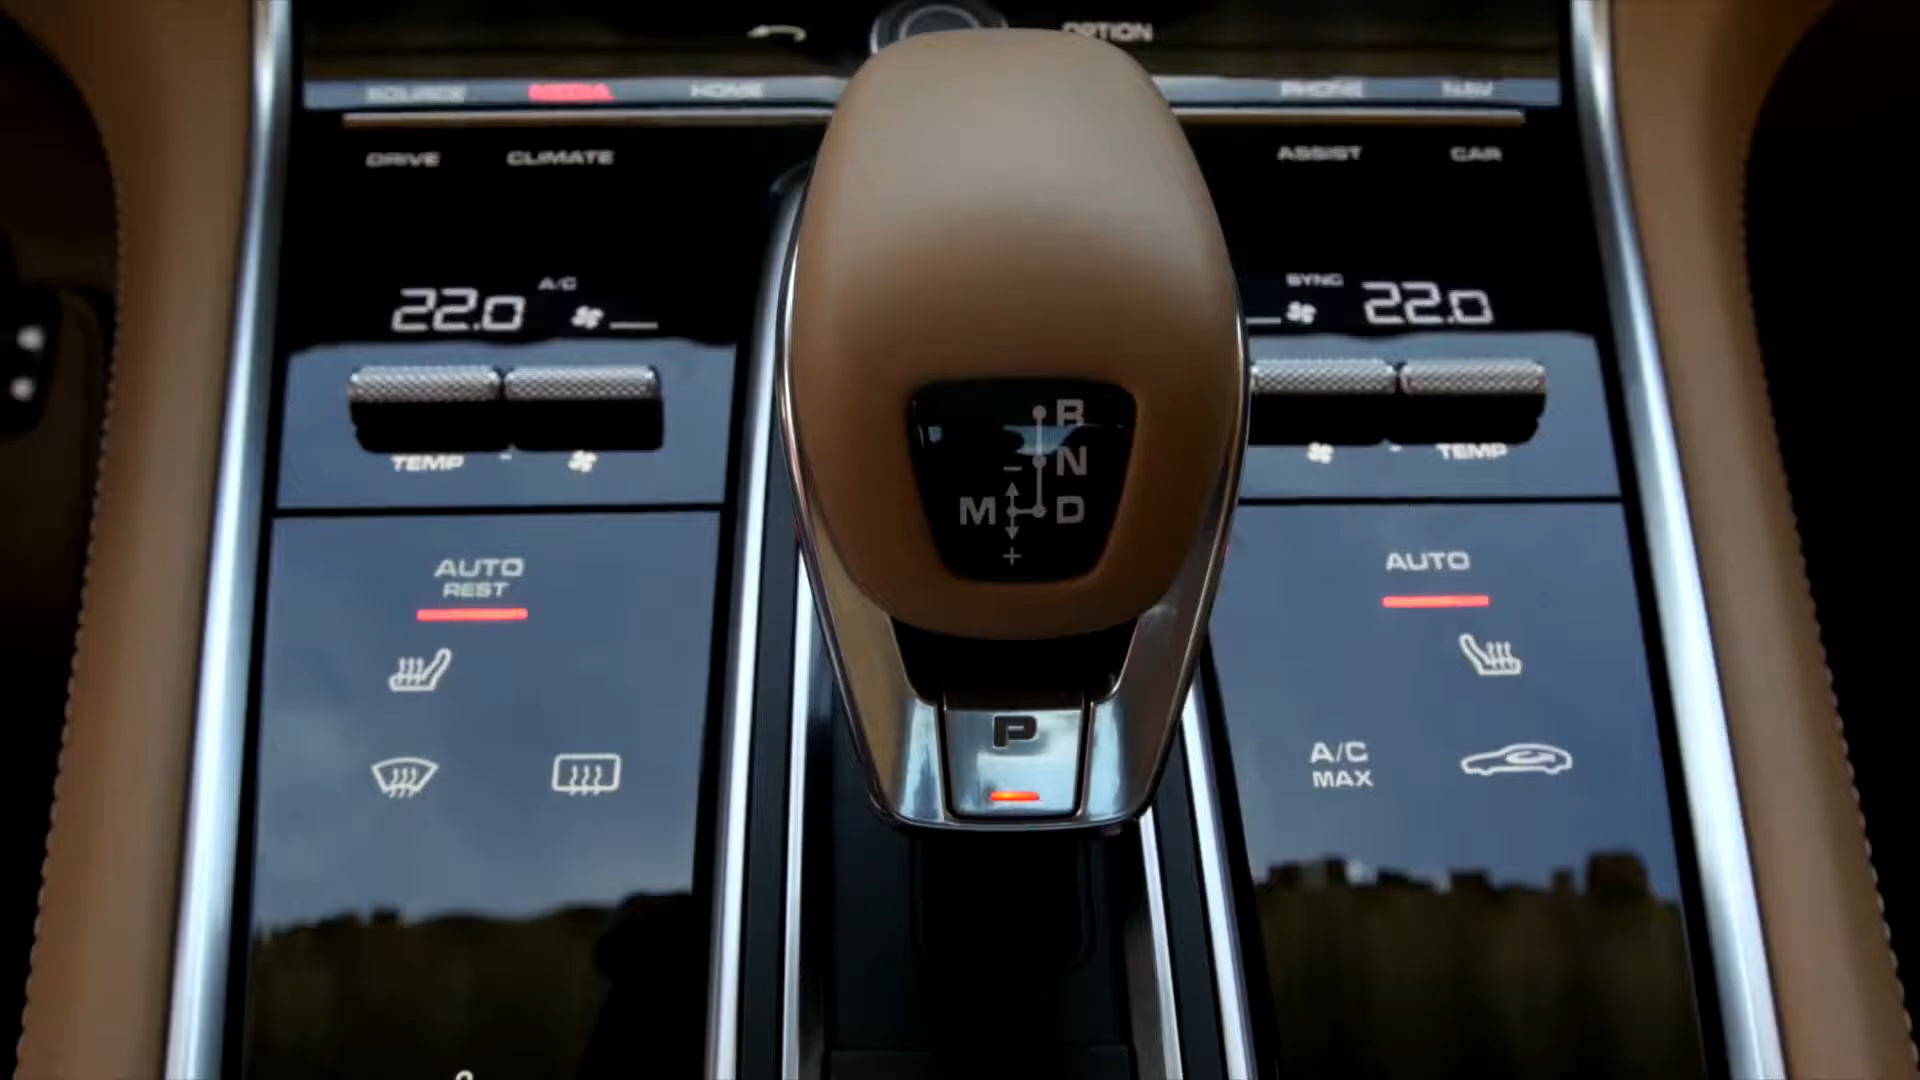 OPTION
SOURCE MEDIA HOME PHONE NAV
DRIVE CLIMATE ASSIST CAR
A/C SYNC
22.0 22.0
R
TEMP - N - TEMP
–
M D
+
AUTO AUTO
REST
P
A/C
MAX